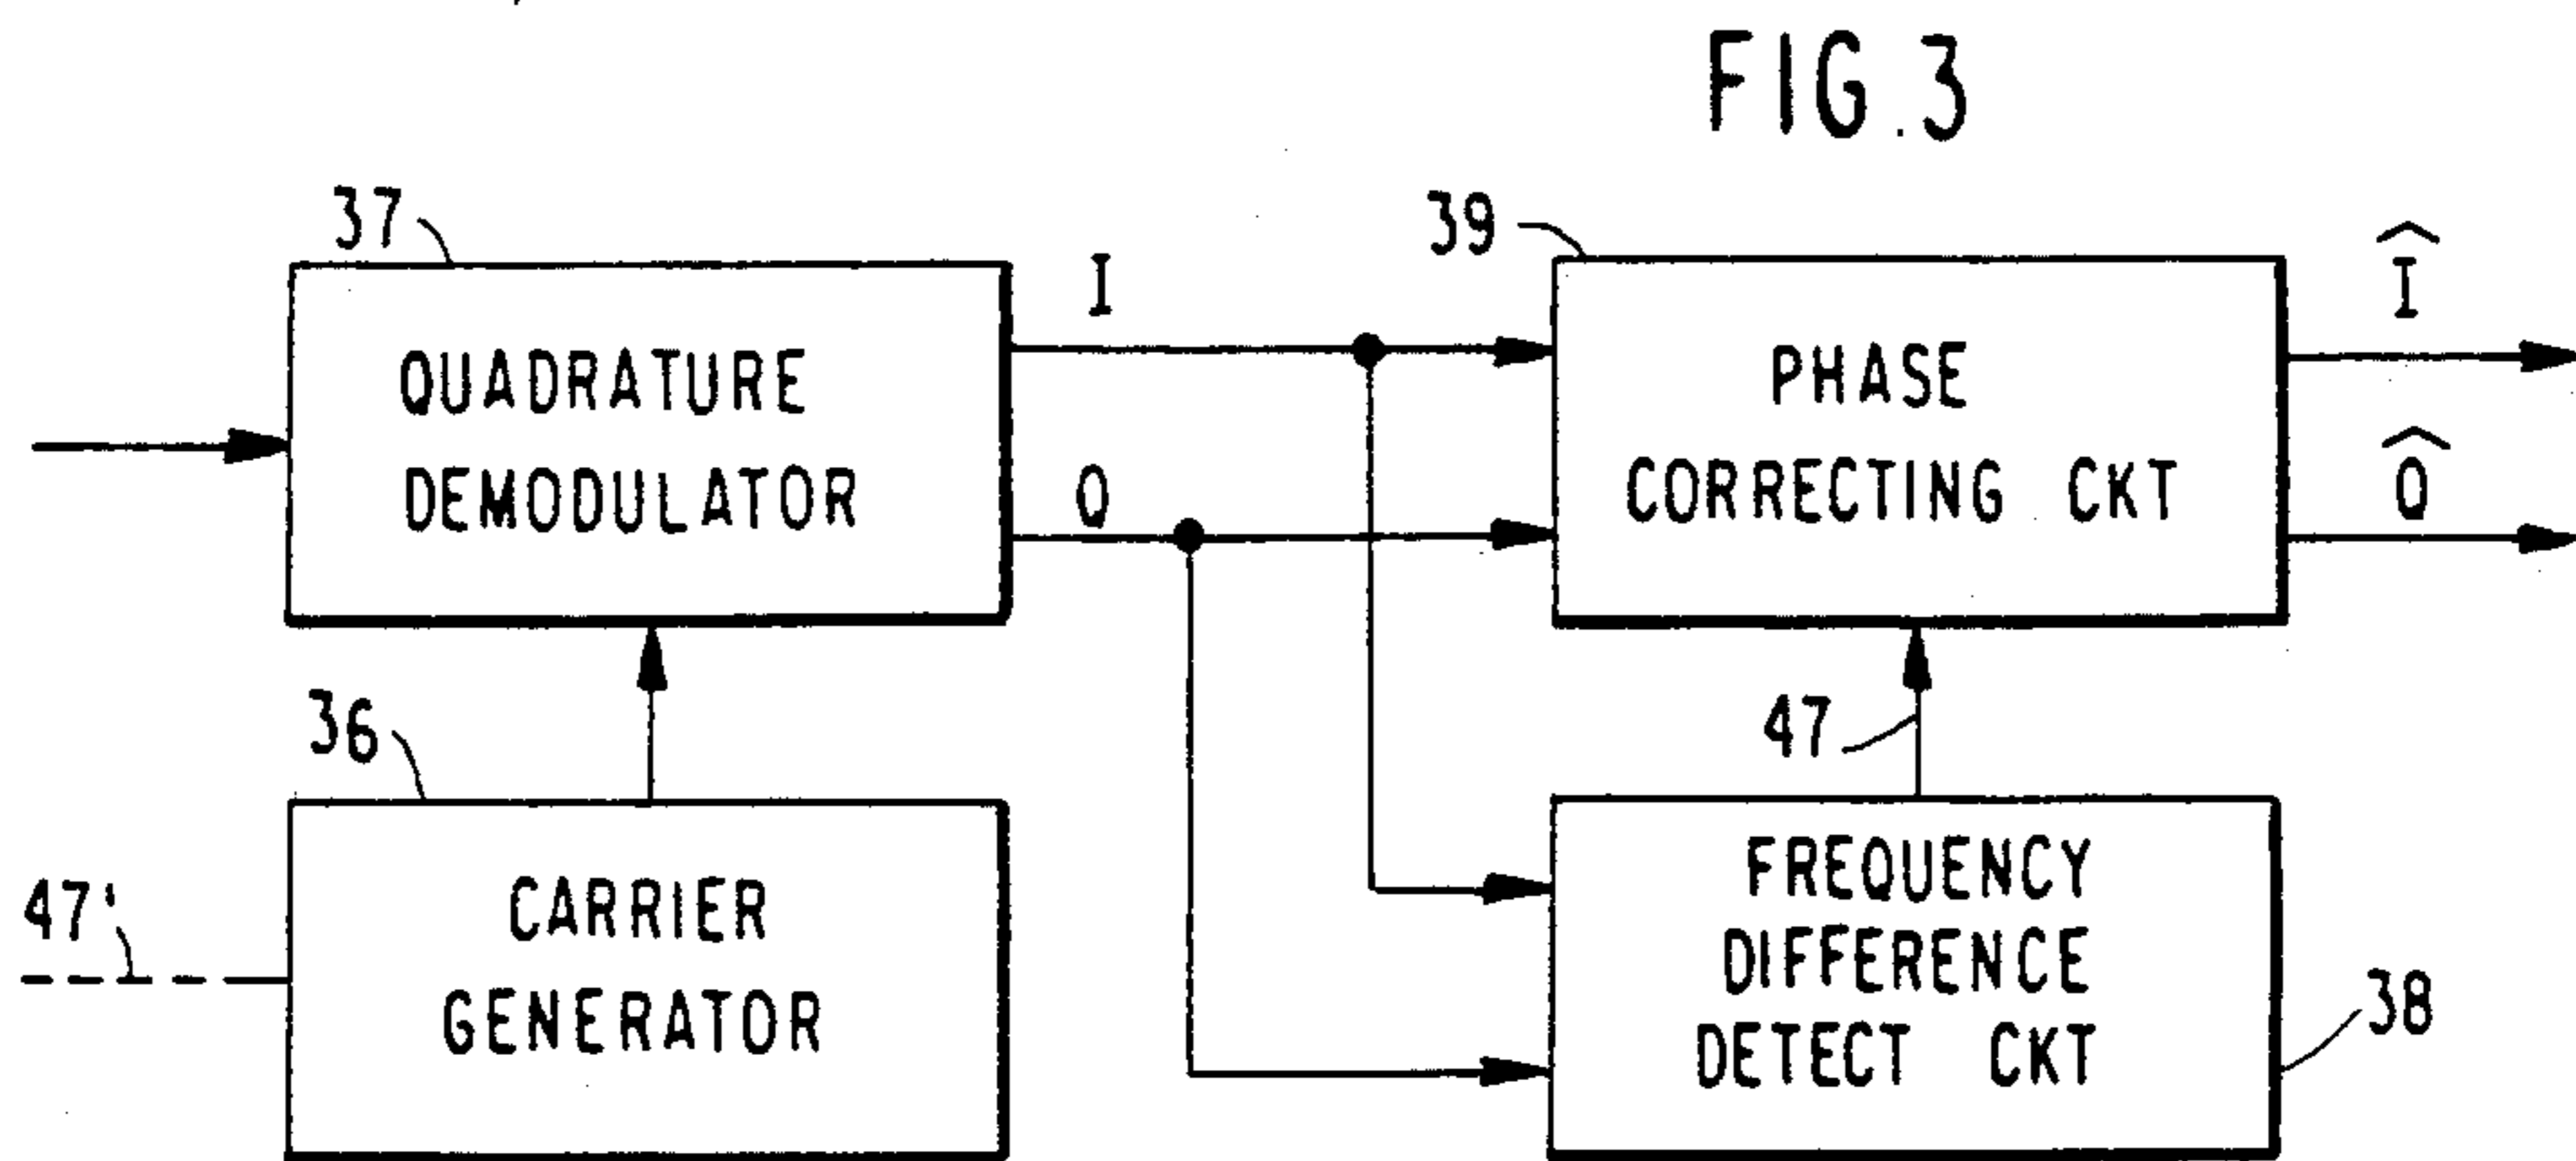 FIG.3
37
39
I
Î
QUADRATURE
DEMODULATOR
PHASE
CORRECTING CKT
Q
Q̂
36
47
CARRIER
GENERATOR
47'
FREQUENCY
DIFFERENCE
DETECT CKT
38